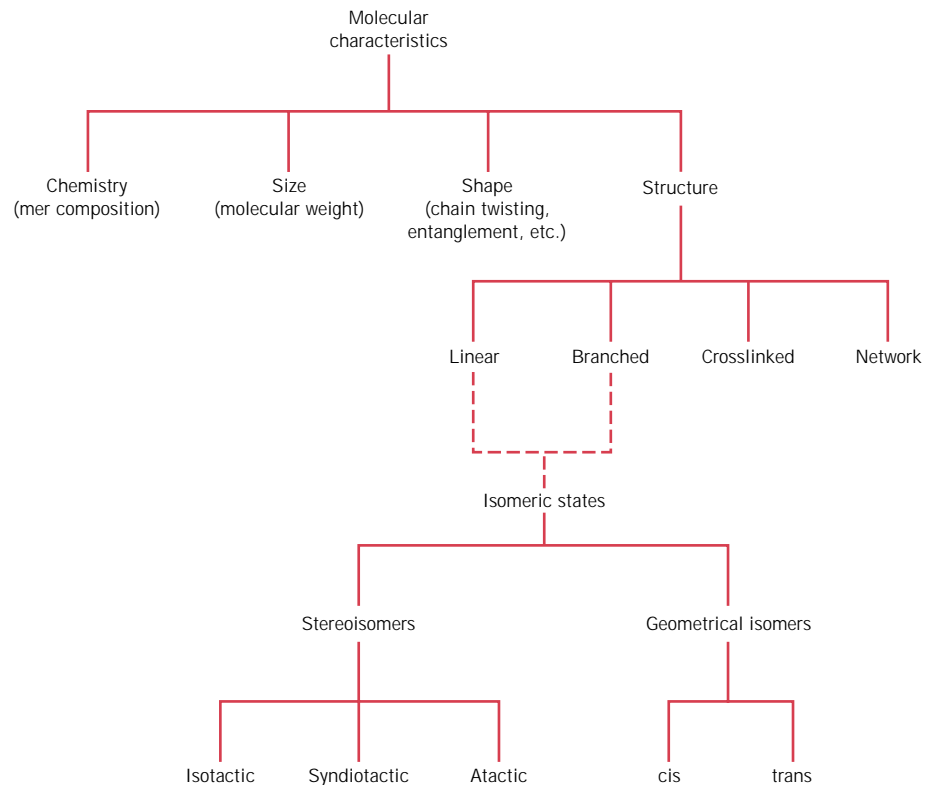 Molecular
characteristics
Chemistry
(mer composition)
Size
(molecular weight)
Shape
(chain twisting,
entanglement, etc.)
Structure
Linear
Branched
Crosslinked
Network
Isomeric states
Stereoisomers
Geometrical isomers
Isotactic
Syndiotactic
Atactic
cis
trans